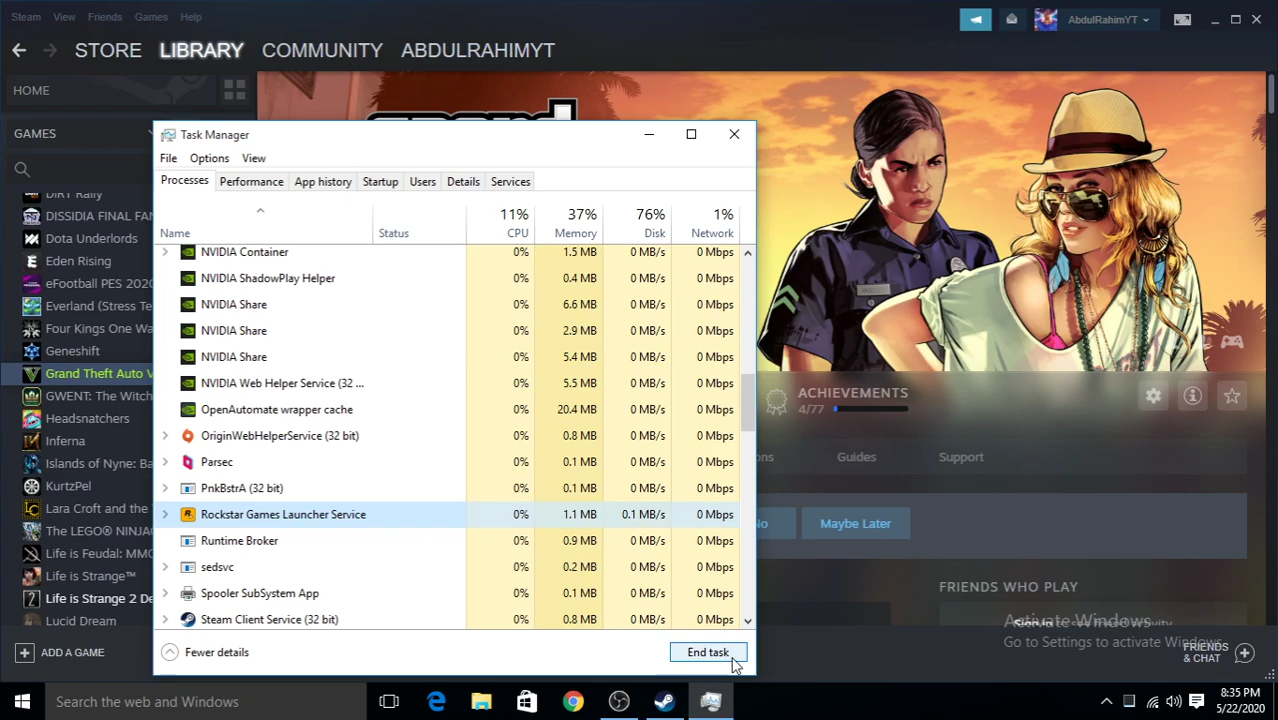 Steam View Friends Games Help
AbdulRahimYT
STORE LIBRARY COMMUNITY ABDULRAHIMYT
HOME
GAMES
DiRT Rally
DISSIDIA FINAL FAN
Dota Underlords
Eden Rising
eFootball PES 2020
Everland (Stress Te
Four Kings One Wa
Geneshift
Grand Theft Auto V
GWENT: The Witch
Headsnatchers
Inferna
Islands of Nyne: Ba
KurtzPel
Lara Croft and the
The LEGO® NINJAG
Life is Feudal: MMO
Life is Strange™
Life is Strange 2 De
Lucid Dream
ADD A GAME
Task Manager
File Options View
Processes Performance App history Startup Users Details Services
11% 37% 76% 1%
Name Status CPU Memory Disk Network
NVIDIA Container 0% 1.5 MB 0 MB/s 0 Mbps
NVIDIA ShadowPlay Helper 0% 0.4 MB 0 MB/s 0 Mbps
NVIDIA Share 0% 6.6 MB 0 MB/s 0 Mbps
NVIDIA Share 0% 2.9 MB 0 MB/s 0 Mbps
NVIDIA Share 0% 5.4 MB 0 MB/s 0 Mbps
NVIDIA Web Helper Service (32 ... 0% 5.5 MB 0 MB/s 0 Mbps
OpenAutomate wrapper cache 0% 20.4 MB 0 MB/s 0 Mbps
OriginWebHelperService (32 bit) 0% 0.8 MB 0 MB/s 0 Mbps
Parsec 0% 0.1 MB 0 MB/s 0 Mbps
PnkBstrA (32 bit) 0% 0.1 MB 0 MB/s 0 Mbps
Rockstar Games Launcher Service 0% 1.1 MB 0.1 MB/s 0 Mbps
Runtime Broker 0% 0.9 MB 0 MB/s 0 Mbps
sedsvc 0% 0.2 MB 0 MB/s 0 Mbps
Spooler SubSystem App 0% 0.1 MB 0 MB/s 0 Mbps
Steam Client Service (32 bit) 0% 0.8 MB 0 MB/s 0 Mbps
Fewer details End task
ACHIEVEMENTS
4/77
Guides Support
No Maybe Later
FRIENDS WHO PLAY
Activate Windows
Go to Settings to activate Windows.
FRIENDS
& CHAT
Search the web and Windows
8:35 PM
5/22/2020